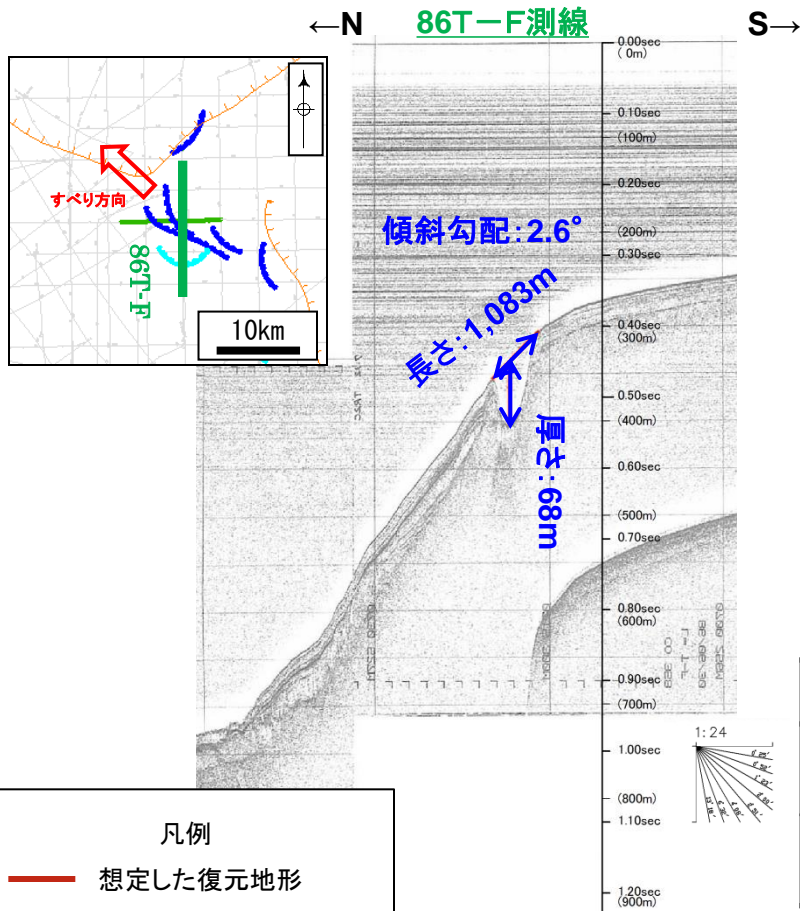 ←N
86T－F測線
S→
すべり方向
86T-F
10km
0.00sec
( 0m)
0.10sec
(100m)
0.20sec
(200m)
0.30sec
0.40sec
(300m)
0.50sec
(400m)
0.60sec
(500m)
0.70sec
0.80sec
(600m)
0.90sec
(700m)
1.00sec
(800m)
1.10sec
1.20sec
(900m)
傾斜勾配：2.6°
長さ：1,083m
厚さ：68m
1:24
凡例
想定した復元地形